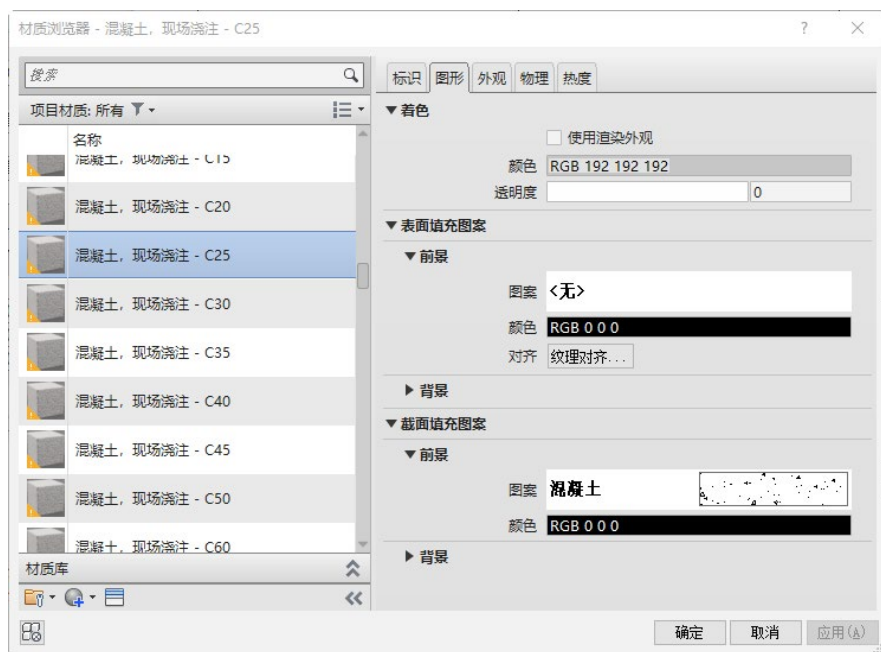 材质浏览器 - 混凝土，现场浇注 - C25
?
搜索
项目材质: 所有
名称
混凝土，现场浇注 - C15
混凝土，现场浇注 - C20
混凝土，现场浇注 - C25
混凝土，现场浇注 - C30
混凝土，现场浇注 - C35
混凝土，现场浇注 - C40
混凝土，现场浇注 - C45
混凝土，现场浇注 - C50
混凝土，现场浇注 - C60
材质库
标识 图形 外观 物理 热度
着色
使用渲染外观
颜色 RGB 192 192 192
透明度 0
表面填充图案
前景
图案 <无>
颜色 RGB 0 0 0
对齐 纹理对齐...
背景
截面填充图案
前景
图案 混凝土
颜色 RGB 0 0 0
背景
确定 取消 应用(A)